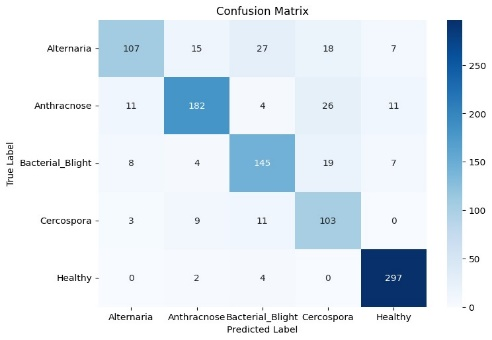 Confusion Matrix
True Label
Alternaria 107 15 27 18 7
Anthracnose 11 182 4 26 11
Bacterial_Blight 8 4 145 19 7
Cercospora 3 9 11 103 0
Healthy 0 2 4 0 297
Alternaria Anthracnose Bacterial_Blight Cercospora Healthy
Predicted Label
250
200
150
100
50
0